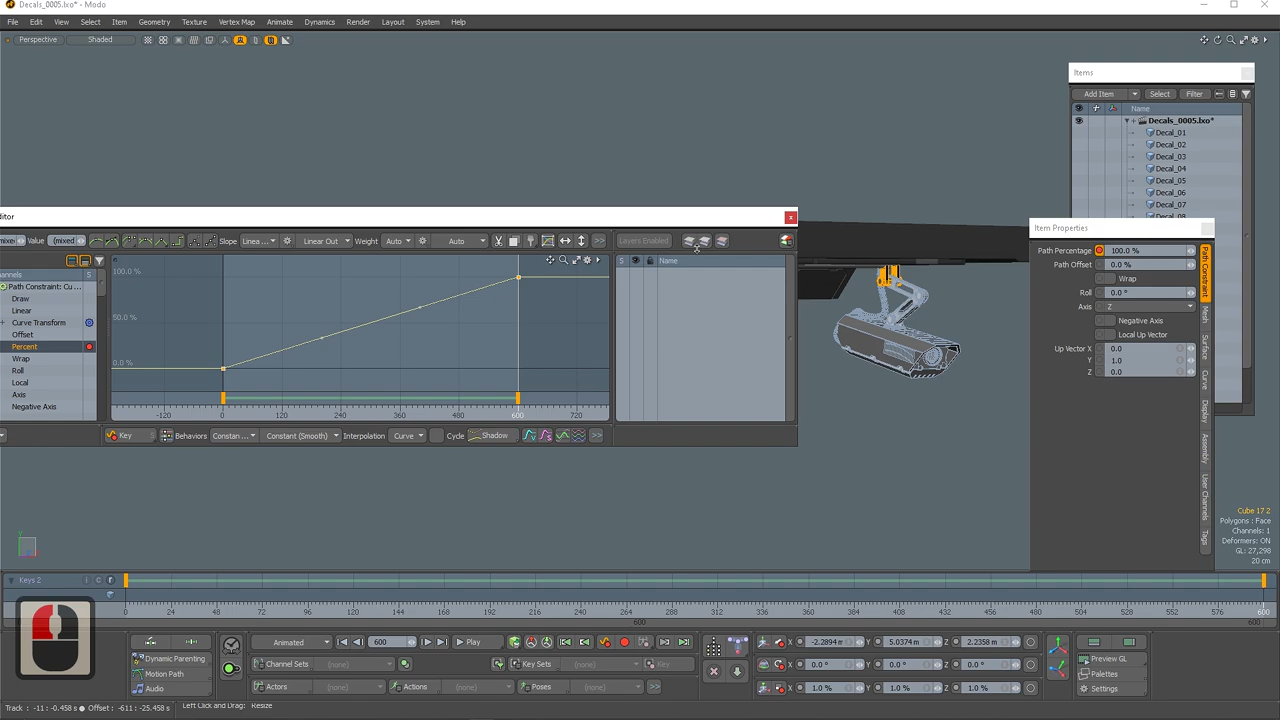 Decals_0005.lxo* - Modo
File Edit View Select Item Geometry Texture Vertex Map Animate Dynamics Render Layout System Help
Perspective Shaded
Items
Add Item Select Filter
Name
Decals_0005.lxo*
Decal_01
Decal_02
Decal_03
Decal_04
Decal_05
Decal_06
Decal_07
Decal_08
ditor
Value (mixed Slope Linea ... Linear Out Weight Auto Auto >> Layers Enabled
hannels S
Path Constraint: Cu ...
Draw
Linear
Curve Transform
Offset
Percent
Wrap
Roll
Local
Axis
Negative Axis
100.0 %
50.0 %
0.0 %
-120 0 120 240 360 480 600 720
S Name
Key Behaviors Constan... Constant (Smooth) Interpolation Curve Cycle Shadow >>
Item Properties
Path Percentage 100.0 %
Path Offset 0.0 %
Wrap
Roll 0.0 °
Axis Z
Negative Axis
Local Up Vector
Up Vector X 0.0
Y 1.0
Z 0.0
Path Constraint
Mesh
Surface
Curve
Display
Assembly
User Channels
Tags
Cube 17 2
Polygons : Face
Channels: 1
Deformers: ON
GL: 27,298
20 cm
Keys 2 i c f
0 24 48 72 96 120 144 168 192 216 240 264 288 312 336 360 384 408 432 456 480 504 528 552 576 600
600 600
Animated 600 Play X -2.2894 m Y 5.0374 m Z 2.2358 m
Dynamic Parenting Channel Sets (none) Key Sets (none) Key X 0.0 ° Y 0.0 ° Z 0.0 ° Preview GL
Motion Path Palettes
Audio Actors (none) Actions (none) Poses (none) >> X 1.0 % Y 1.0 % Z 1.0 % Settings
Track : -11 : -0.458 s Offset : -611 : -25.458 s Left Click and Drag: Resize